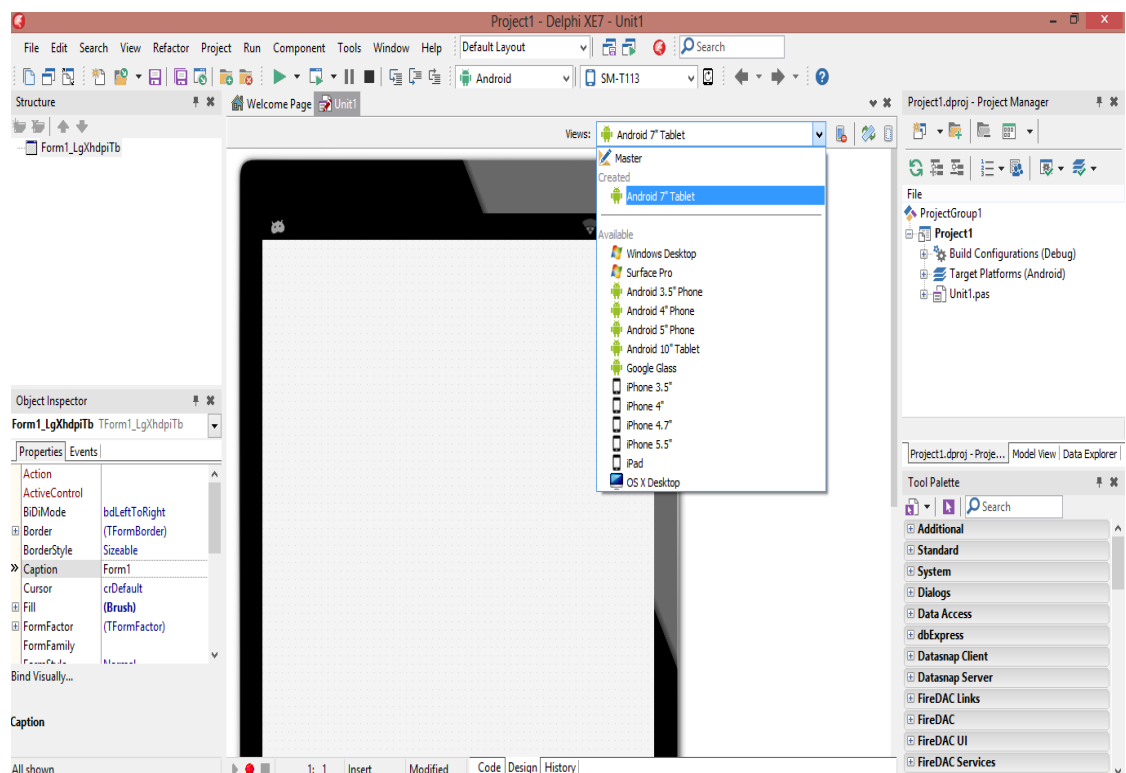 Project1 - Delphi XE7 - Unit1
File Edit Search View Refactor Project Run Component Tools Window Help Default Layout Search
Android SM-T113
Structure
Form1_LgXhdpiTb
Welcome Page Unit1
Views: Android 7" Tablet
Master
Created
Android 7" Tablet
Available
Windows Desktop
Surface Pro
Android 3.5" Phone
Android 4" Phone
Android 5" Phone
Android 10" Tablet
Google Glass
iPhone 3.5"
iPhone 4"
iPhone 4.7"
iPhone 5.5"
iPad
OS X Desktop
Object Inspector
Form1_LgXhdpiTb TForm1_LgXhdpiTb
Properties Events
Action
ActiveControl
BiDiMode bdLeftToRight
Border (TFormBorder)
BorderStyle Sizeable
Caption Form1
Cursor crDefault
Fill (Brush)
FormFactor (TFormFactor)
FormFamily
Bind Visually...
Caption
All shown
1: 1 Insert Modified Code Design History
Project1.dproj - Project Manager
File
ProjectGroup1
Project1
Build Configurations (Debug)
Target Platforms (Android)
Unit1.pas
Project1.dproj - Proje... Model View Data Explorer
Tool Palette
Search
Additional
Standard
System
Dialogs
Data Access
dbExpress
Datasnap Client
Datasnap Server
FireDAC Links
FireDAC
FireDAC UI
FireDAC Services